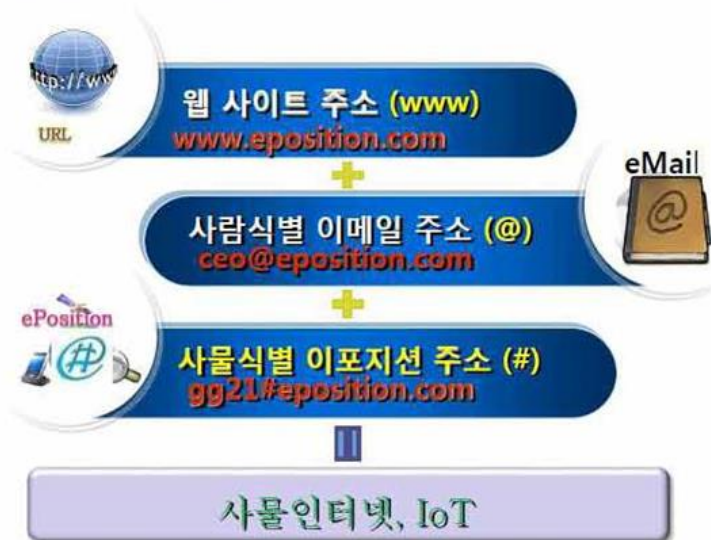 http://www
URL
웹 사이트 주소 (www)
www.eposition.com
eMail
@
사람식별 이메일 주소 (@)
ceo@eposition.com
ePosition
#
사물식별 이포지션 주소 (#)
gg21#eposition.com
사물인터넷, IoT